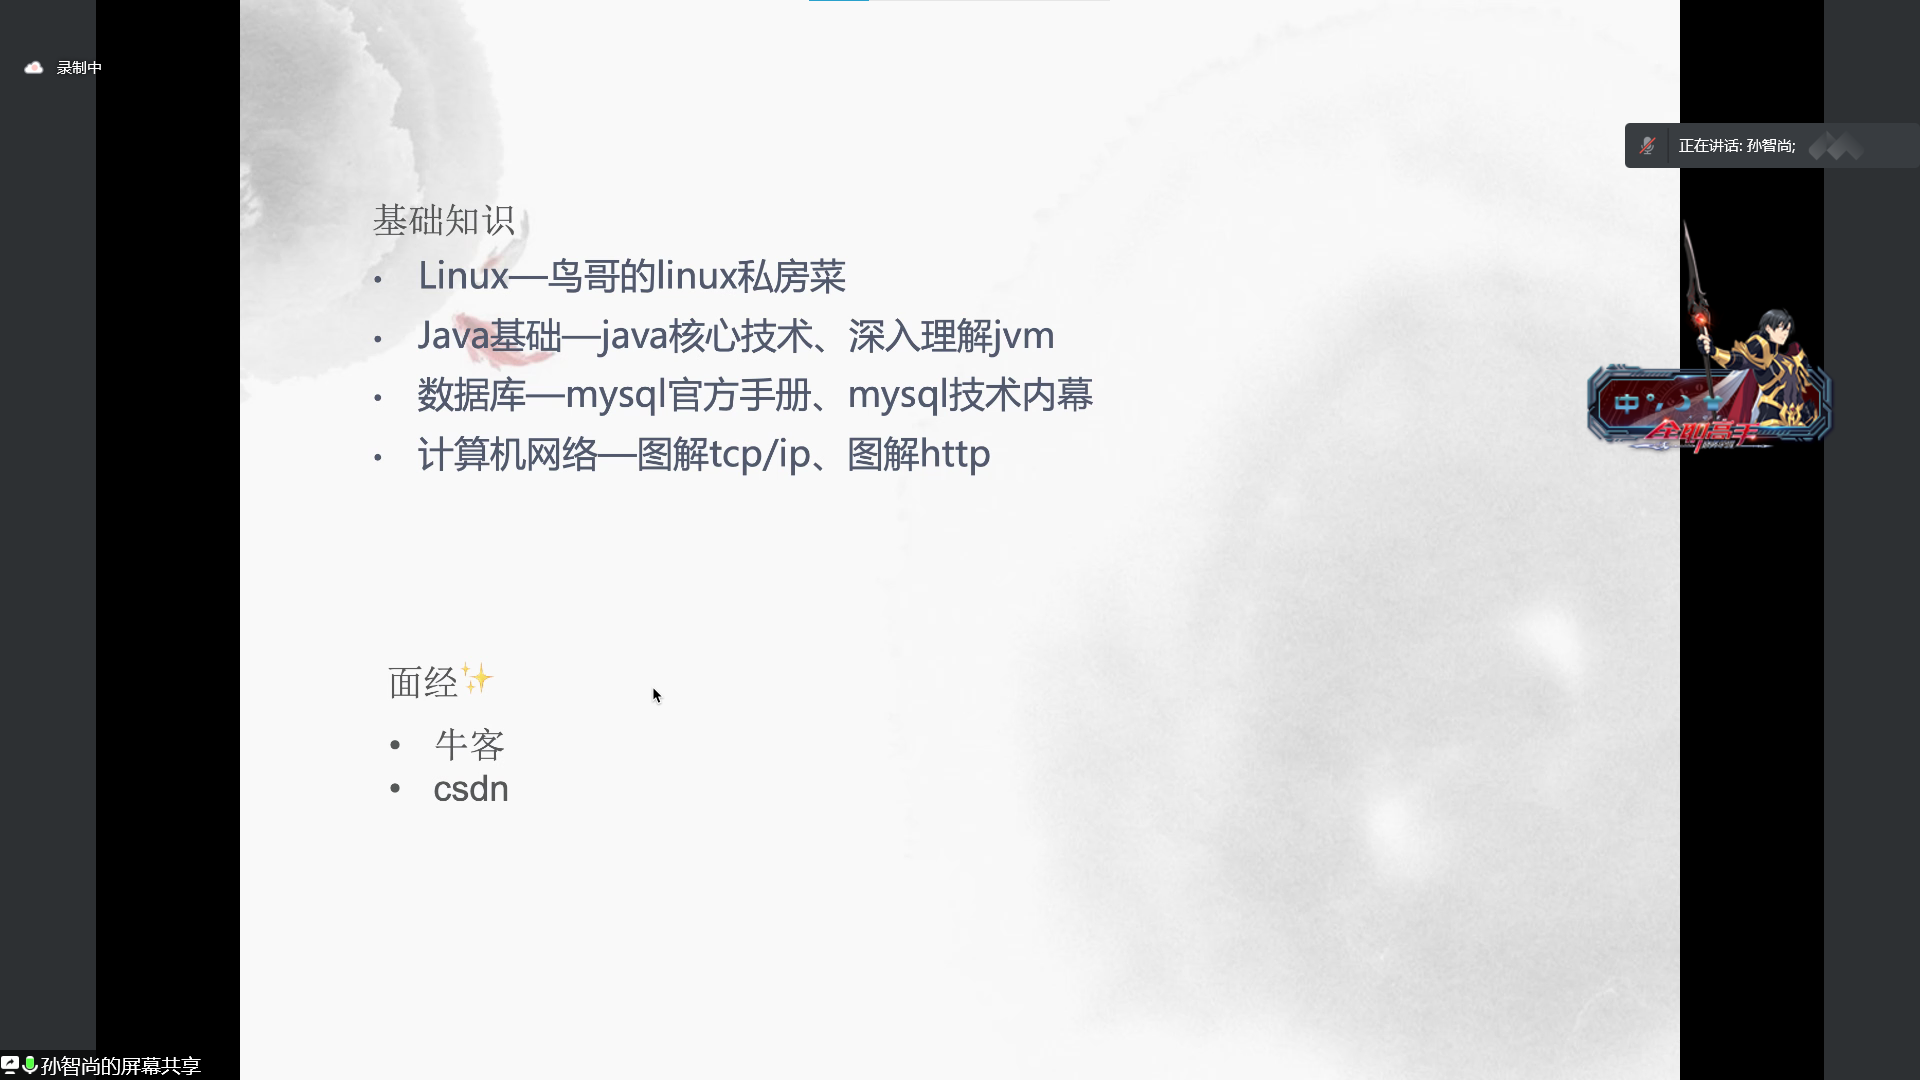 录制中
正在讲话: 孙智尚;
基础知识
• Linux—鸟哥的linux私房菜
• Java基础—java核心技术、深入理解jvm
• 数据库—mysql官方手册、mysql技术内幕
• 计算机网络—图解tcp/ip、图解http
中
全职高手
面经✨
• 牛客
• csdn
孙智尚的屏幕共享